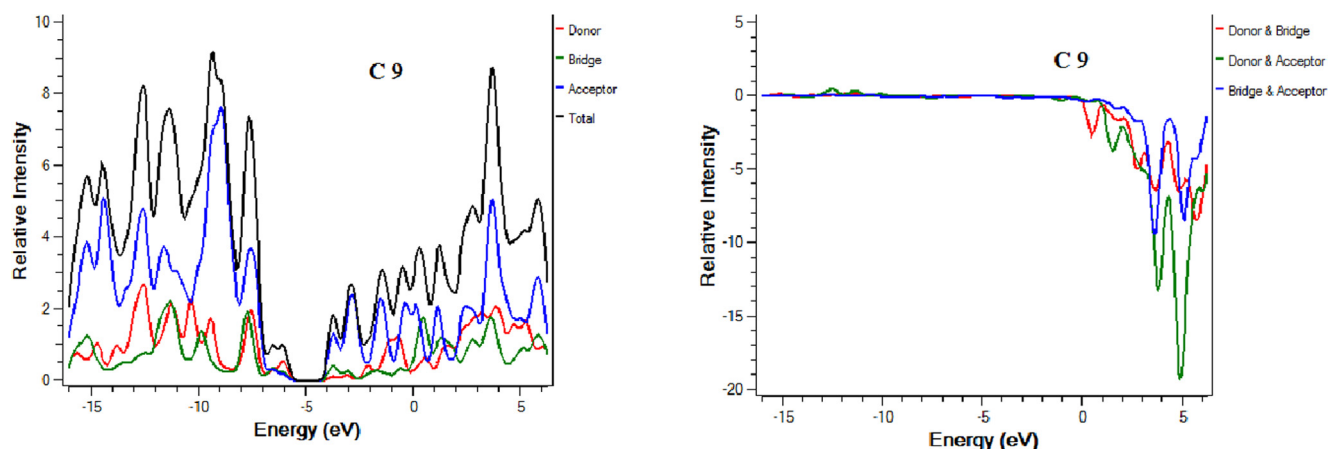 10
8
6
4
2
0
Relative Intensity
-15
-10
-5
0
5
Energy (eV)
C 9
Donor
Bridge
Acceptor
Total
5
0
-5
-10
-15
-20
Relative Intensity
-15
-10
-5
0
5
Energy (eV)
C 9
Donor & Bridge
Donor & Acceptor
Bridge & Acceptor